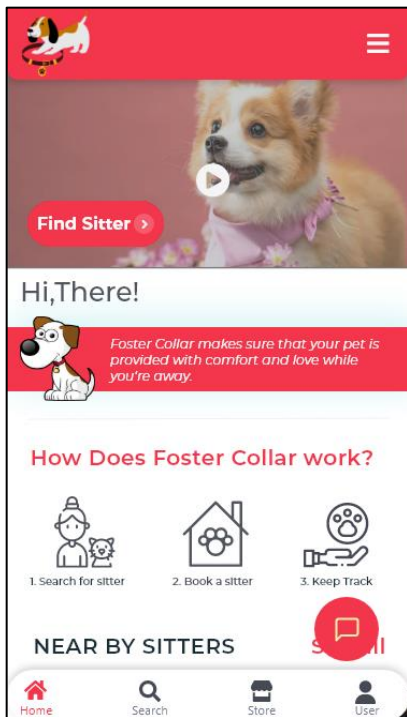 Find Sitter
Hi,There!
Foster Collar makes sure that your pet is
provided with comfort and love while
you're away.
How Does Foster Collar work?
1. Search for sitter
2. Book a sitter
3. Keep Track
NEAR BY SITTERS
Home
Search
Store
User